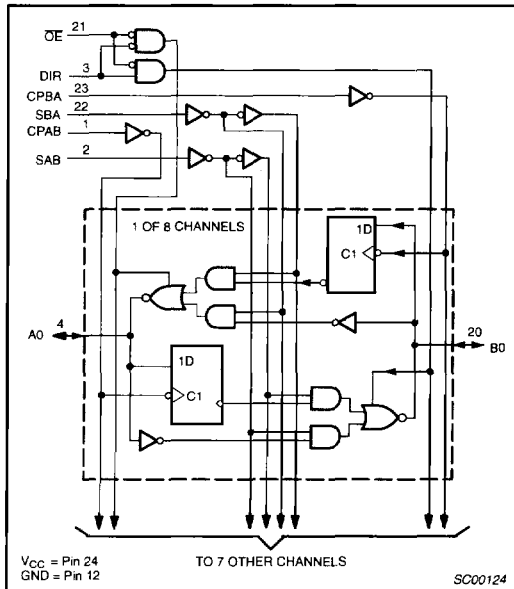 OE 21
DIR 3
CPBA 23
SBA 22
CPAB 1
SAB 2
1 OF 8 CHANNELS
1D
C1
A0 4
20 B0
1D
C1
TO 7 OTHER CHANNELS
VCC = Pin 24
GND = Pin 12
SC00124